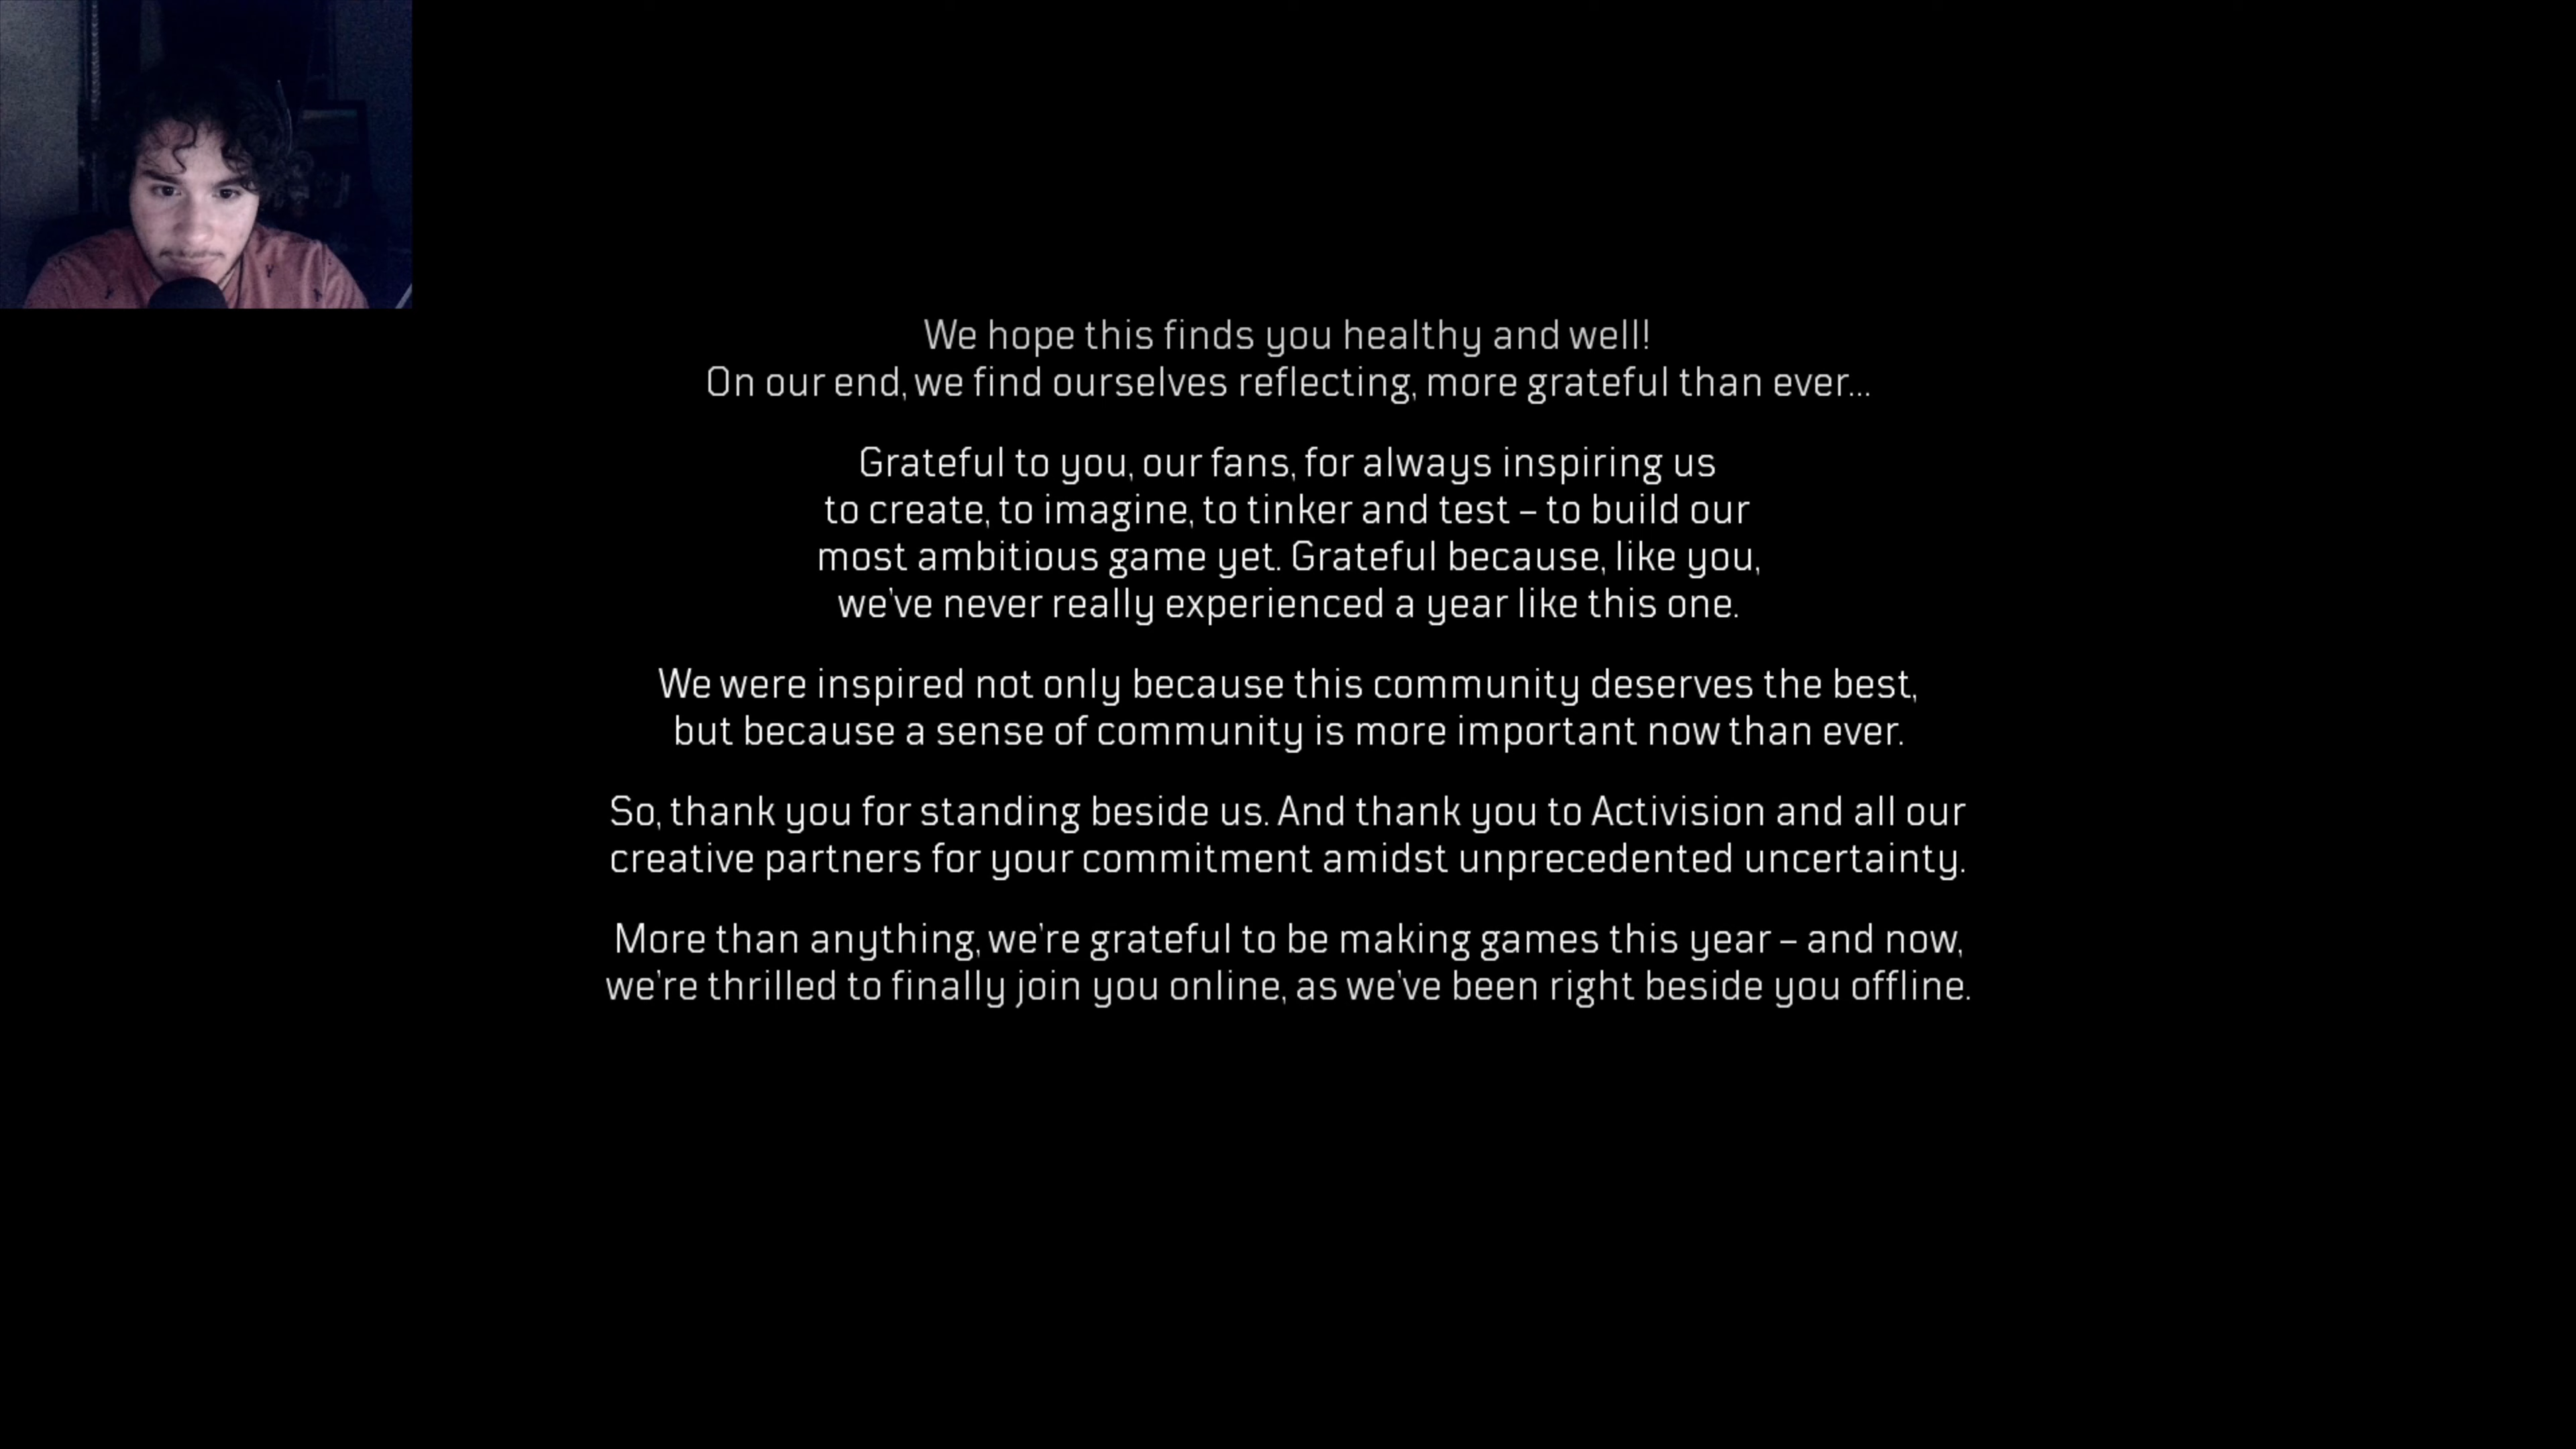 We hope this finds you healthy and well!
On our end, we find ourselves reflecting, more grateful than ever...
Grateful to you, our fans, for always inspiring us
to create, to imagine, to tinker and test – to build our
most ambitious game yet. Grateful because, like you,
we've never really experienced a year like this one.
We were inspired not only because this community deserves the best,
but because a sense of community is more important now than ever.
So, thank you for standing beside us. And thank you to Activision and all our
creative partners for your commitment amidst unprecedented uncertainty.
More than anything, we're grateful to be making games this year – and now,
we're thrilled to finally join you online, as we've been right beside you offline.